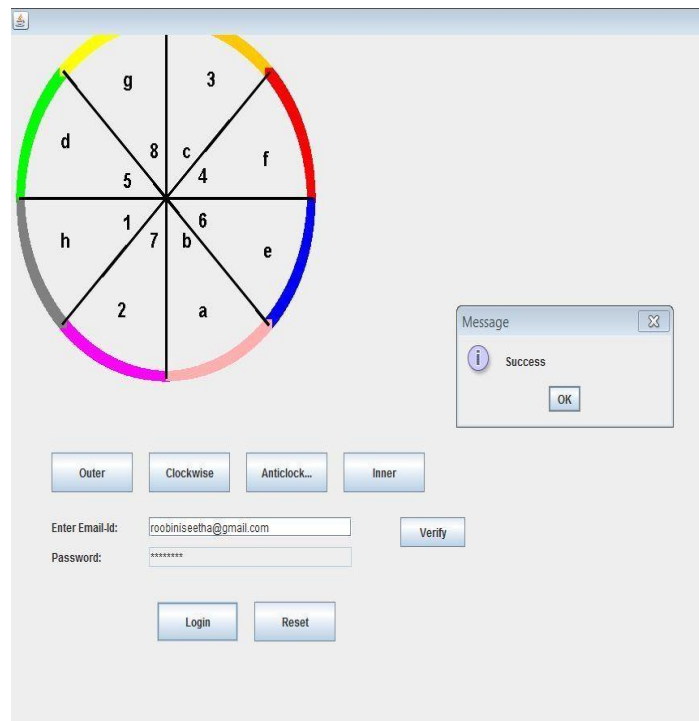 g 3
d 8 c f
5 4
h 1 6 e
7 b
2 a
Message
Success
OK
Outer Clockwise Anticlock... Inner
Enter Email-Id: roobiniseetha@gmail.com Verify
Password: ********
Login Reset